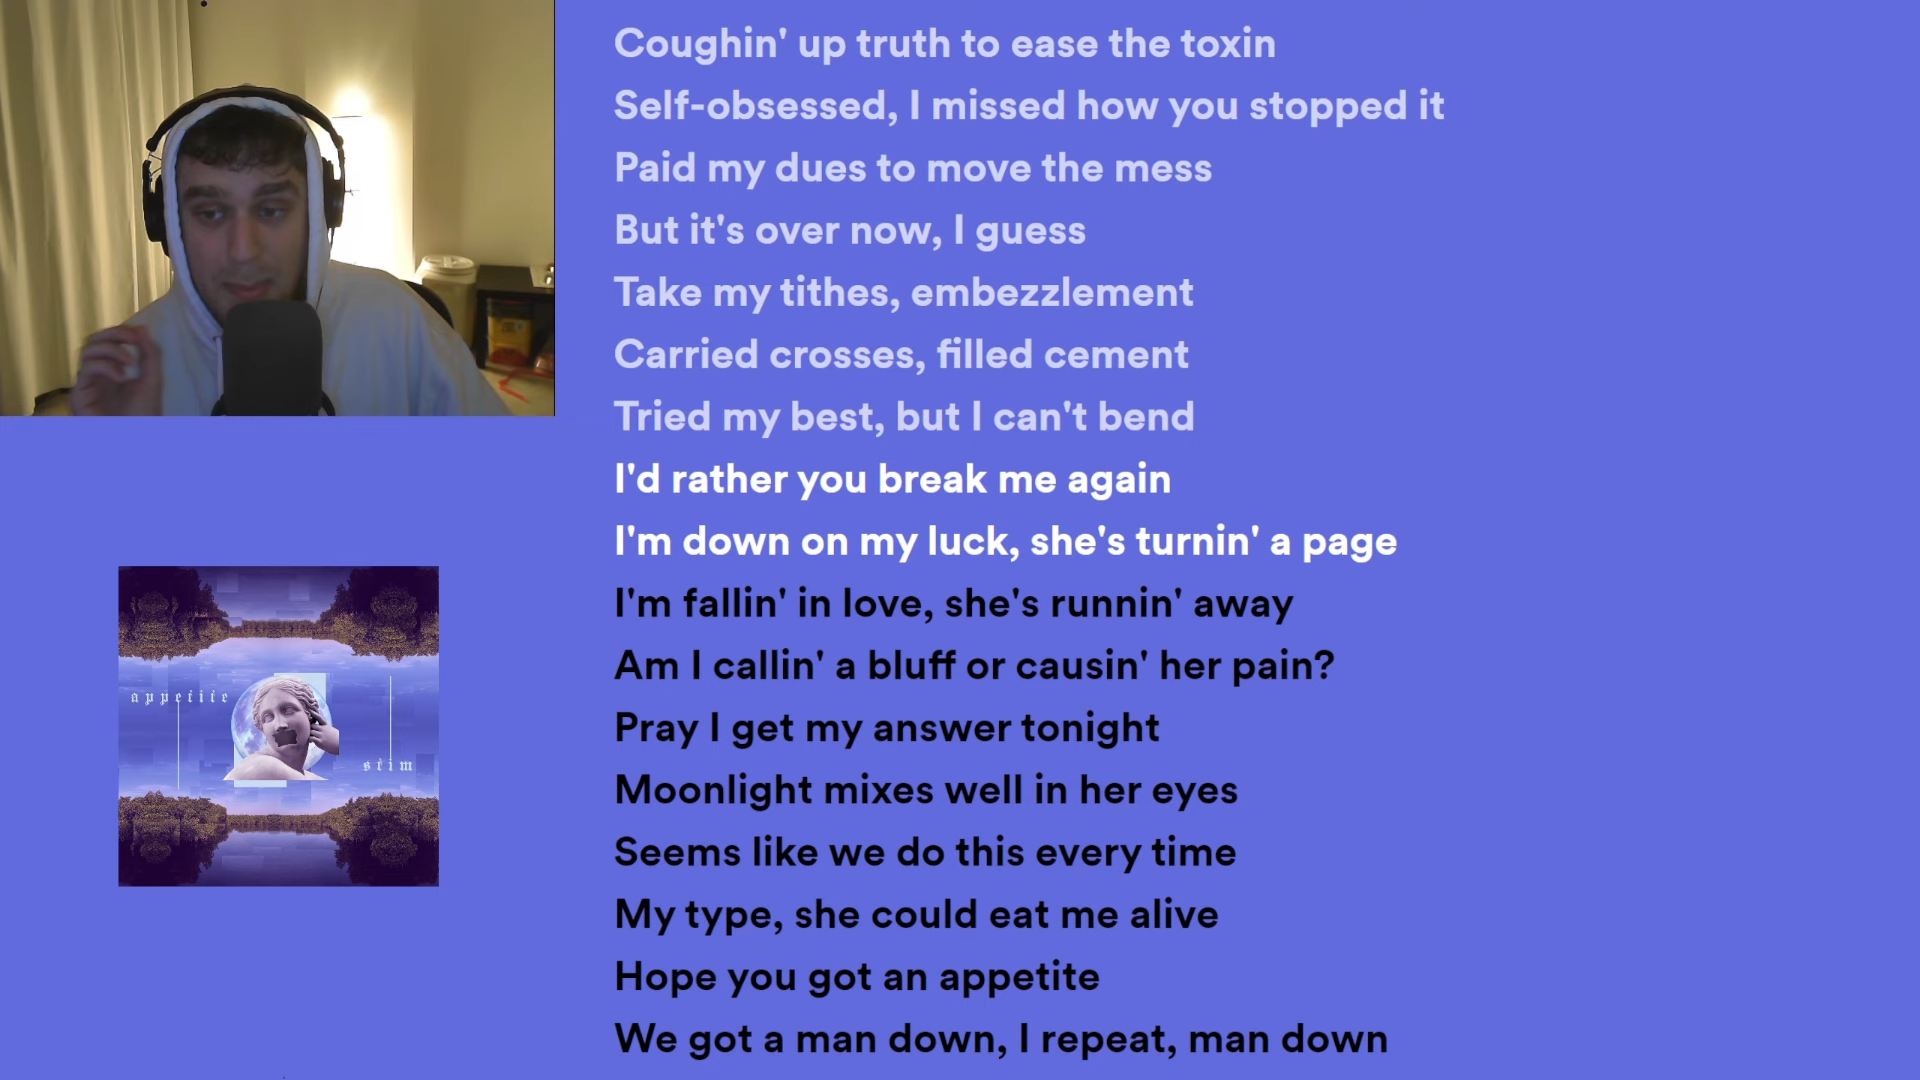 Coughin' up truth to ease the toxin
Self-obsessed, I missed how you stopped it
Paid my dues to move the mess
But it's over now, I guess
Take my tithes, embezzlement
Carried crosses, filled cement
Tried my best, but I can't bend
I'd rather you break me again
I'm down on my luck, she's turnin' a page
I'm fallin' in love, she's runnin' away
Am I callin' a bluff or causin' her pain?
Pray I get my answer tonight
Moonlight mixes well in her eyes
Seems like we do this every time
My type, she could eat me alive
Hope you got an appetite
We got a man down, I repeat, man down
appetite
stim